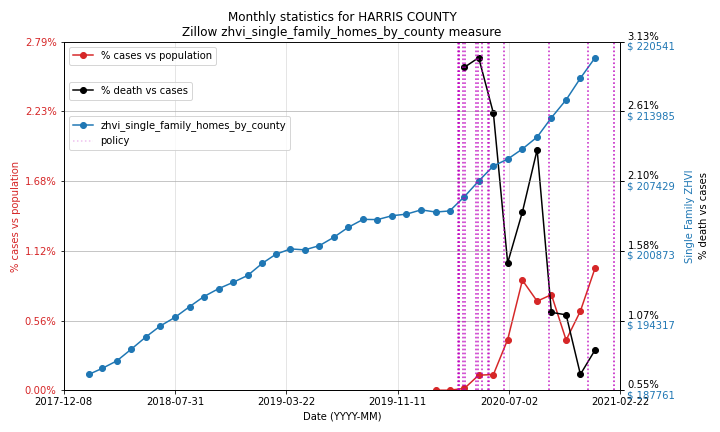 Monthly statistics for HARRIS COUNTY
Zillow zhvi_single_family_homes_by_county measure
% cases vs population
% death vs cases
zhvi_single_family_homes_by_county
policy
2.79%
2.23%
1.68%
1.12%
0.56%
0.00%
% cases vs population
3.13%
$ 220541
2.61%
$ 213985
2.10%
$ 207429
1.58%
$ 200873
1.07%
$ 194317
0.55%
$ 187761
Single Family ZHVI
% death vs cases
2017-12-08
2018-07-31
2019-03-22
2019-11-11
2020-07-02
2021-02-22
Date (YYYY-MM)